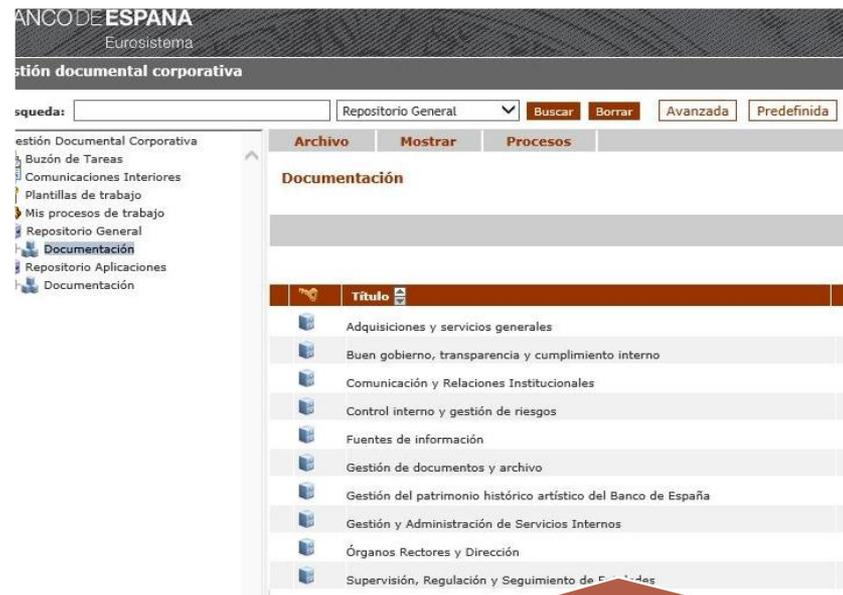 ANCO DE ESPAÑA
Eurosistema
stión documental corporativa
squeda: Repositorio General Buscar Borrar Avanzada Predefinida
estión Documental Corporativa
Buzón de Tareas
Comunicaciones Interiores
Plantillas de trabajo
Mis procesos de trabajo
Repositorio General
Documentación
Repositorio Aplicaciones
Documentación
Archivo Mostrar Procesos
Documentación
Título
Adquisiciones y servicios generales
Buen gobierno, transparencia y cumplimiento interno
Comunicación y Relaciones Institucionales
Control interno y gestión de riesgos
Fuentes de información
Gestión de documentos y archivo
Gestión del patrimonio histórico artístico del Banco de España
Gestión y Administración de Servicios Internos
Órganos Rectores y Dirección
Supervisión, Regulación y Seguimiento de